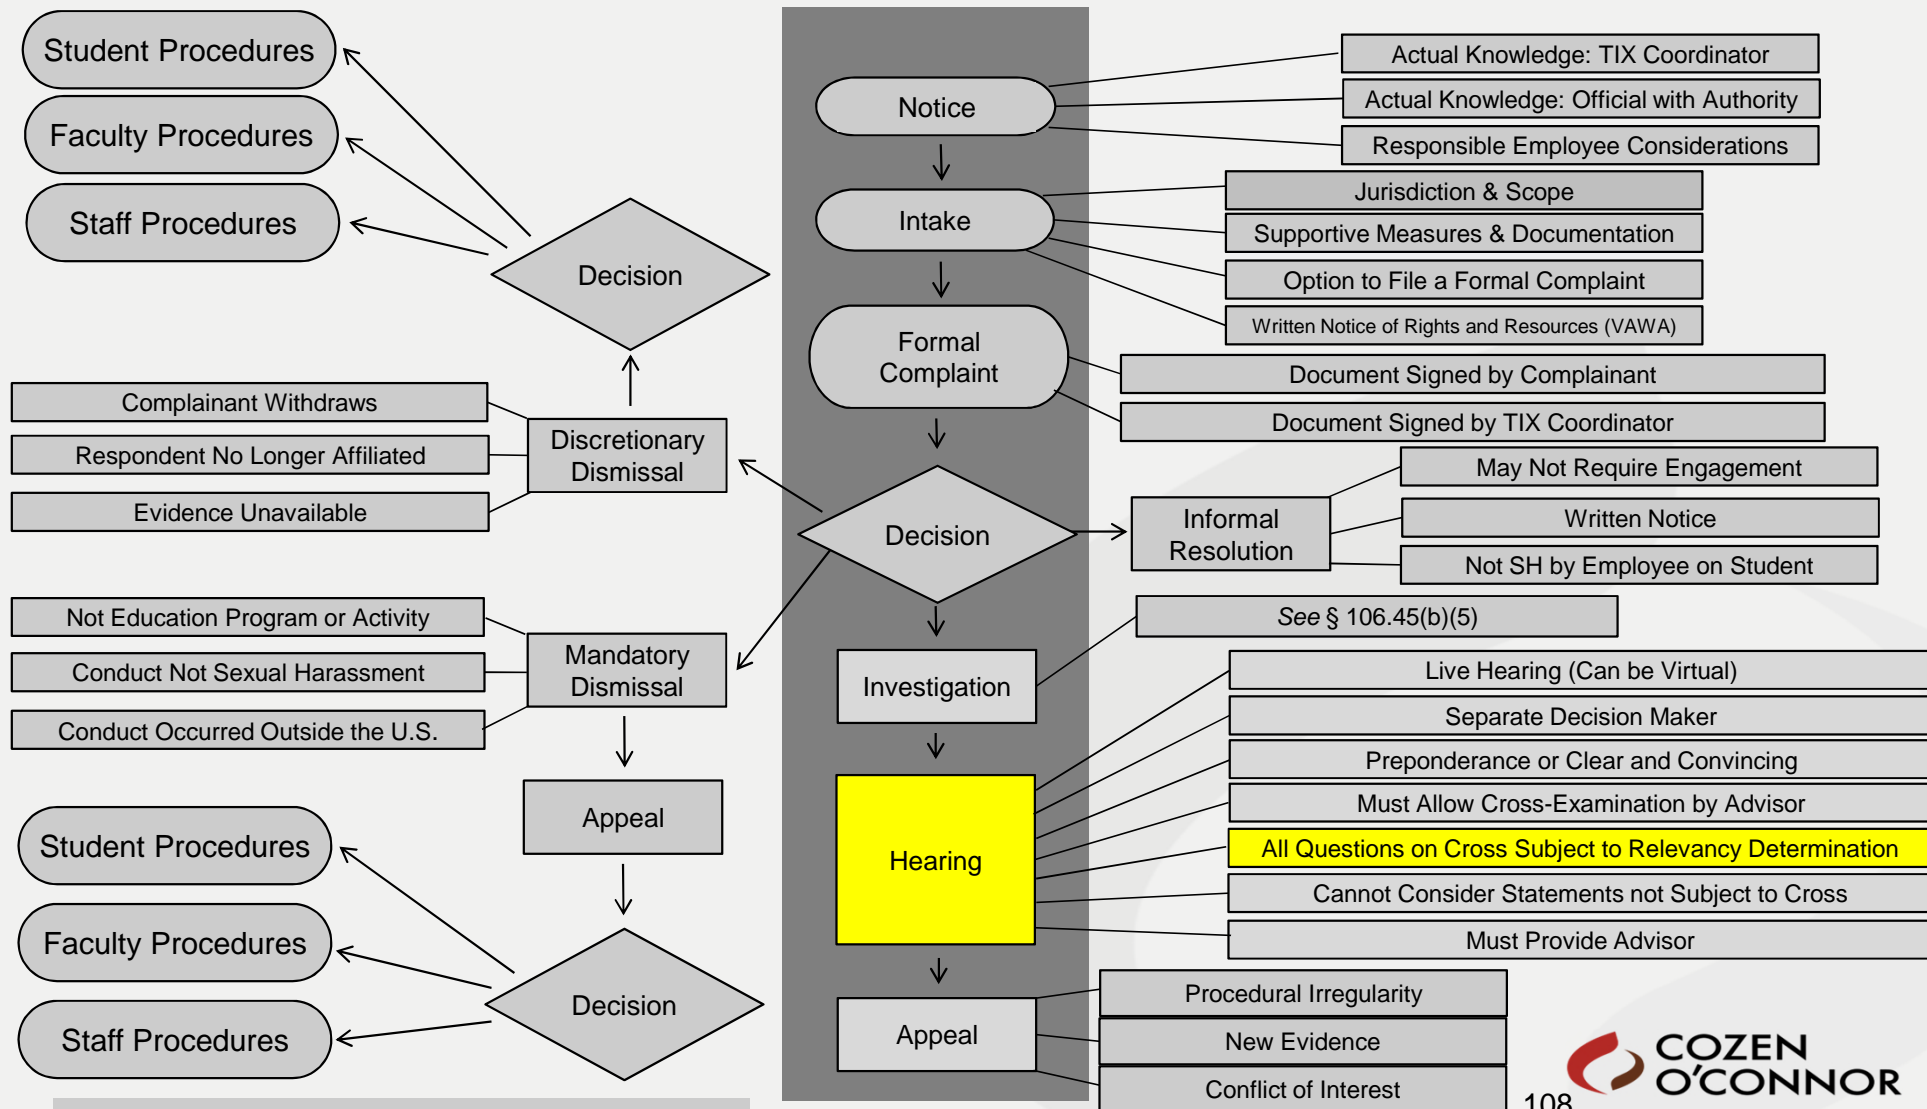 Student Procedures
Faculty Procedures
Staff Procedures
Decision
Complainant Withdraws
Respondent No Longer Affiliated
Evidence Unavailable
Discretionary
Dismissal
Not Education Program or Activity
Conduct Not Sexual Harassment
Conduct Occurred Outside the U.S.
Mandatory
Dismissal
Appeal
Student Procedures
Faculty Procedures
Staff Procedures
Decision
Notice
Actual Knowledge: TIX Coordinator
Actual Knowledge: Official with Authority
Responsible Employee Considerations
Intake
Jurisdiction & Scope
Supportive Measures & Documentation
Option to File a Formal Complaint
Written Notice of Rights and Resources (VAWA)
Formal
Complaint
Document Signed by Complainant
Document Signed by TIX Coordinator
Decision
Informal
Resolution
May Not Require Engagement
Written Notice
Not SH by Employee on Student
Investigation
See § 106.45(b)(5)
Hearing
Live Hearing (Can be Virtual)
Separate Decision Maker
Preponderance or Clear and Convincing
Must Allow Cross-Examination by Advisor
All Questions on Cross Subject to Relevancy Determination
Cannot Consider Statements not Subject to Cross
Must Provide Advisor
Appeal
Procedural Irregularity
New Evidence
Conflict of Interest
108
COZEN
O'CONNOR